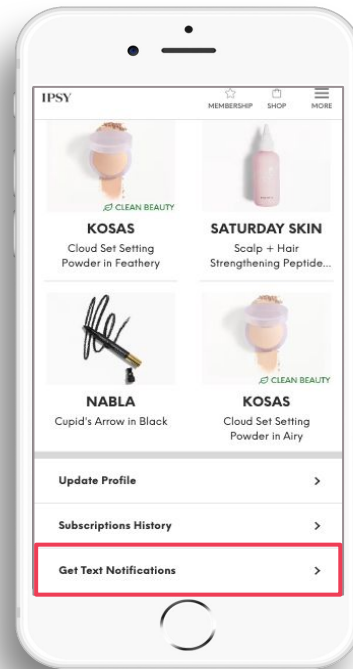 IPSY
MEMBERSHIP SHOP MORE
CLEAN BEAUTY
KOSAS
Cloud Set Setting
Powder in Feathery
SATURDAY SKIN
Scalp + Hair
Strengthening Peptide...
NABLA
Cupid's Arrow in Black
CLEAN BEAUTY
KOSAS
Cloud Set Setting
Powder in Airy
Update Profile
Subscriptions History
Get Text Notifications